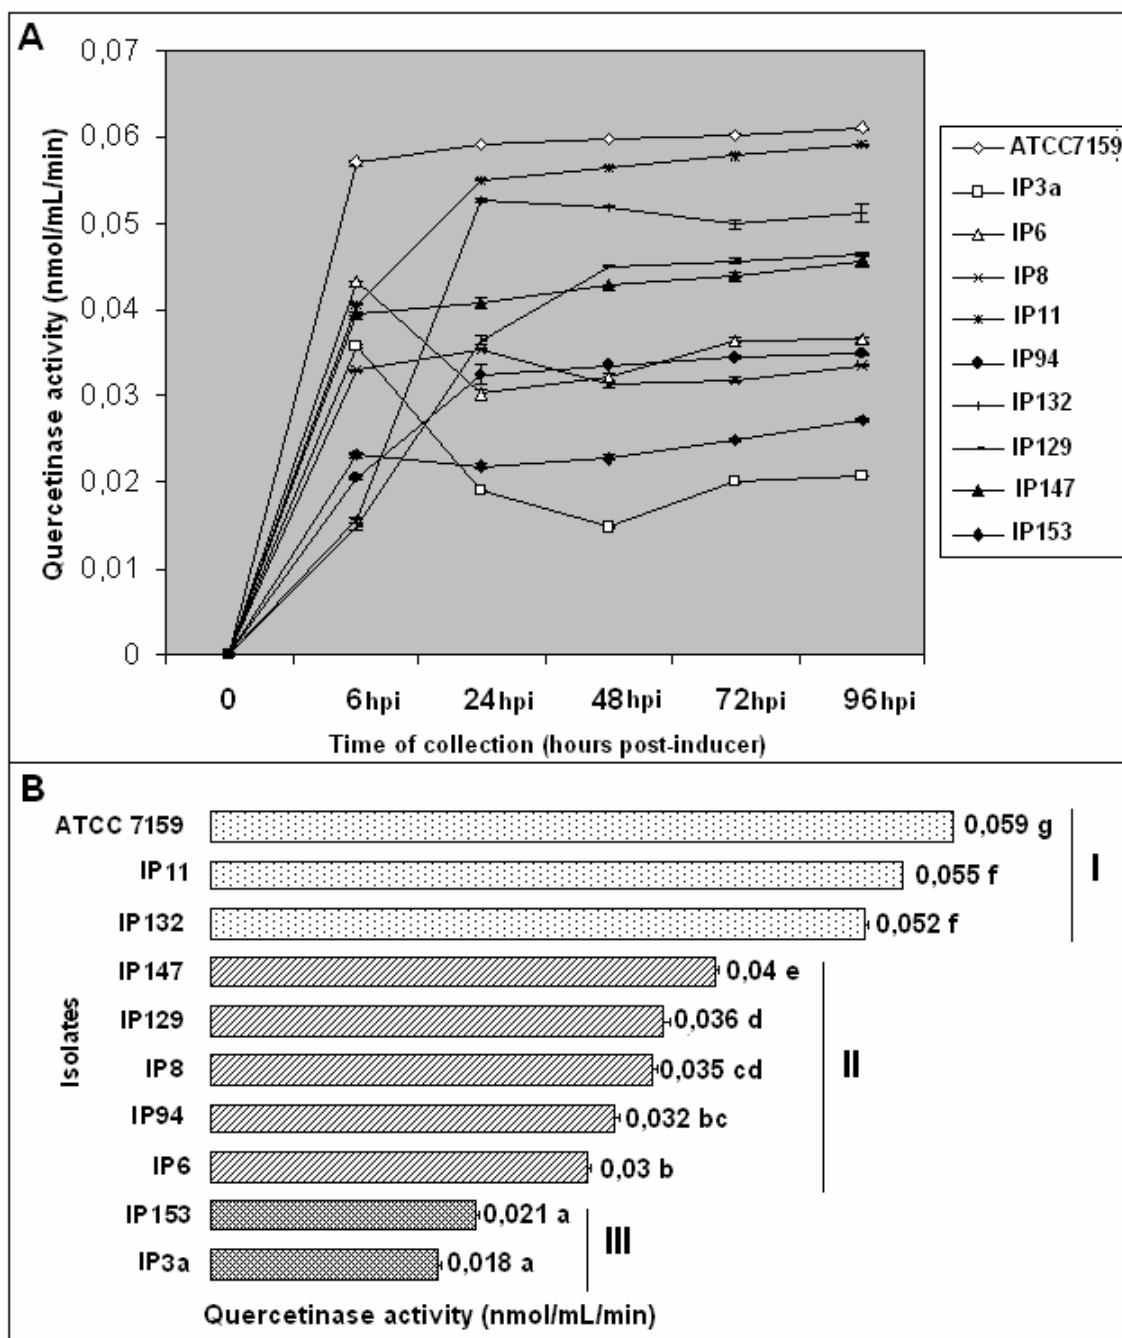 A
0,07
0,06
0,05
0,04
0,03
0,02
0,01
0
Quercetinase activity (nmol/mL/min)
0 6hpi 24hpi 48hpi 72hpi 96hpi
Time of collection (hours post-inducer)
ATCC7159
IP3a
IP6
IP8
IP11
IP94
IP132
IP129
IP147
IP153
B
Isolates
ATCC 7159 0,059 g
IP11 0,055 f
IP132 0,052 f
I
IP147 0,04 e
IP129 0,036 d
IP8 0,035 cd
IP94 0,032 bc
IP6 0,03 b
II
IP153 0,021 a
IP3a 0,018 a
III
Quercetinase activity (nmol/mL/min)